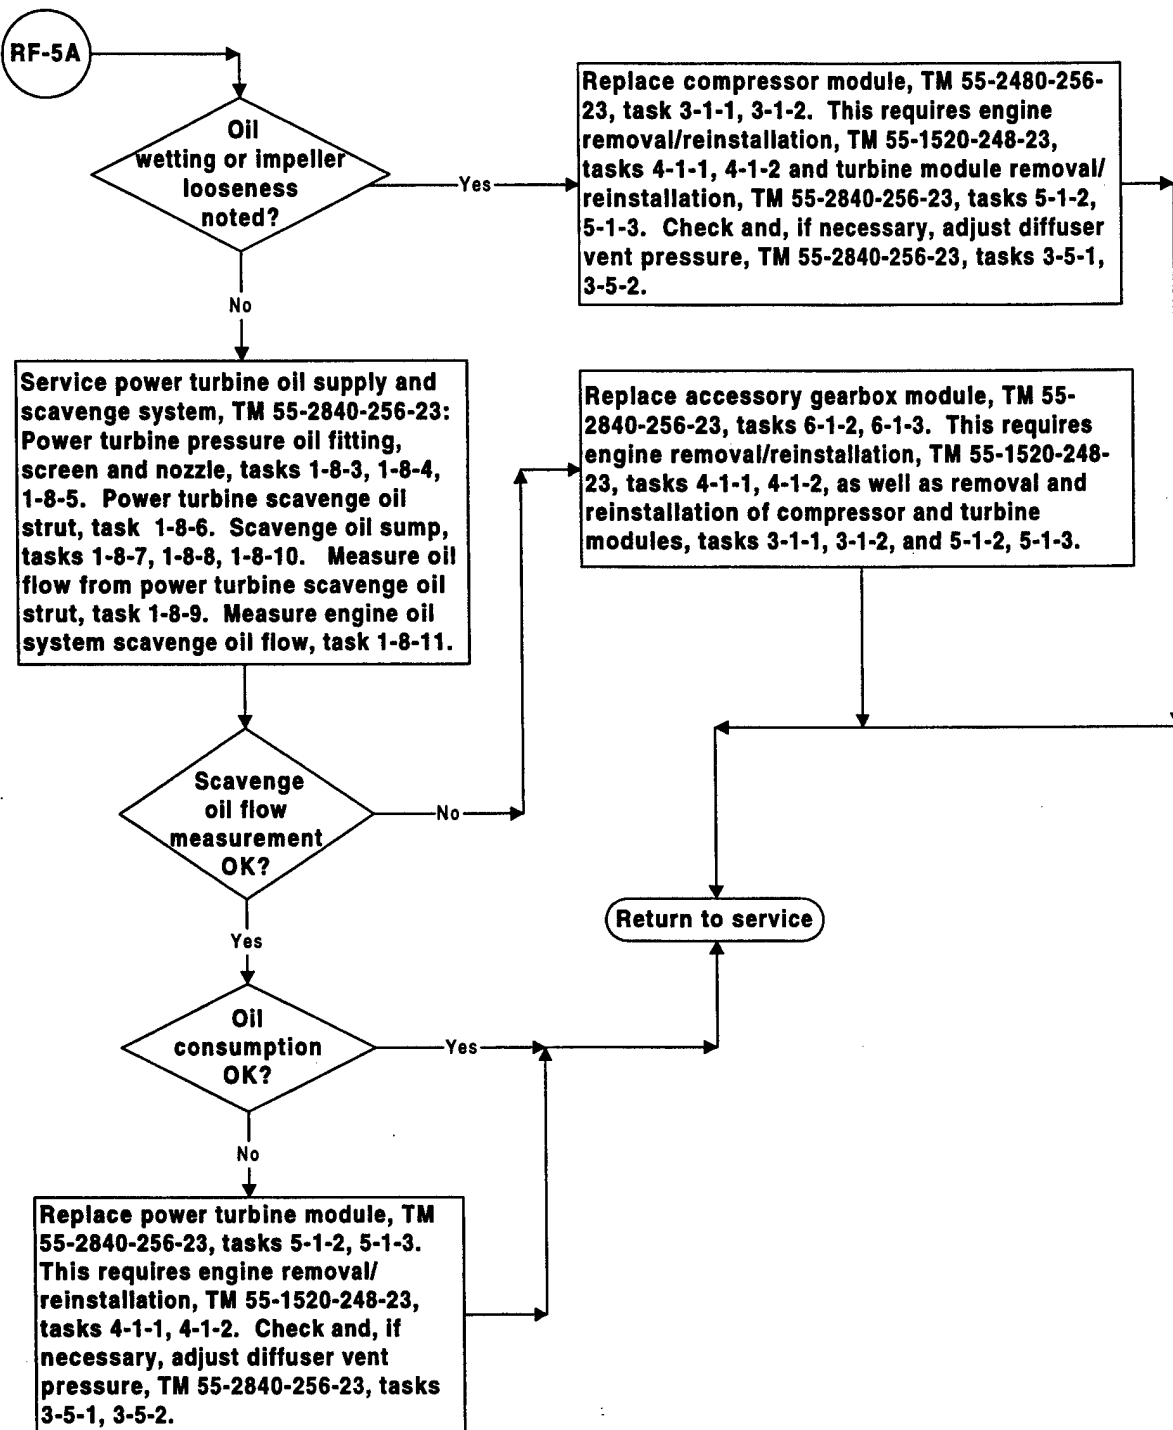 RF-5A
Oil
wetting or impeller
looseness
noted?
Yes
Replace compressor module, TM 55-2480-256-
23, task 3-1-1, 3-1-2. This requires engine
removal/reinstallation, TM 55-1520-248-23,
tasks 4-1-1, 4-1-2 and turbine module removal/
reinstallation, TM 55-2840-256-23, tasks 5-1-2,
5-1-3. Check and, if necessary, adjust diffuser
vent pressure, TM 55-2840-256-23, tasks 3-5-1,
3-5-2.
No
Service power turbine oil supply and
scavenge system, TM 55-2840-256-23:
Power turbine pressure oil fitting,
screen and nozzle, tasks 1-8-3, 1-8-4,
1-8-5. Power turbine scavenge oil
strut, task 1-8-6. Scavenge oil sump,
tasks 1-8-7, 1-8-8, 1-8-10. Measure oil
flow from power turbine scavenge oil
strut, task 1-8-9. Measure engine oil
system scavenge oil flow, task 1-8-11.
Replace accessory gearbox module, TM 55-
2840-256-23, tasks 6-1-2, 6-1-3. This requires
engine removal/reinstallation, TM 55-1520-248-
23, tasks 4-1-1, 4-1-2, as well as removal and
reinstallation of compressor and turbine
modules, tasks 3-1-1, 3-1-2, and 5-1-2, 5-1-3.
Scavenge
oil flow
measurement
OK?
No
Return to service
Yes
Oil
consumption
OK?
Yes
No
Replace power turbine module, TM
55-2840-256-23, tasks 5-1-2, 5-1-3.
This requires engine removal/
reinstallation, TM 55-1520-248-23,
tasks 4-1-1, 4-1-2. Check and, if
necessary, adjust diffuser vent
pressure, TM 55-2840-256-23, tasks
3-5-1, 3-5-2.